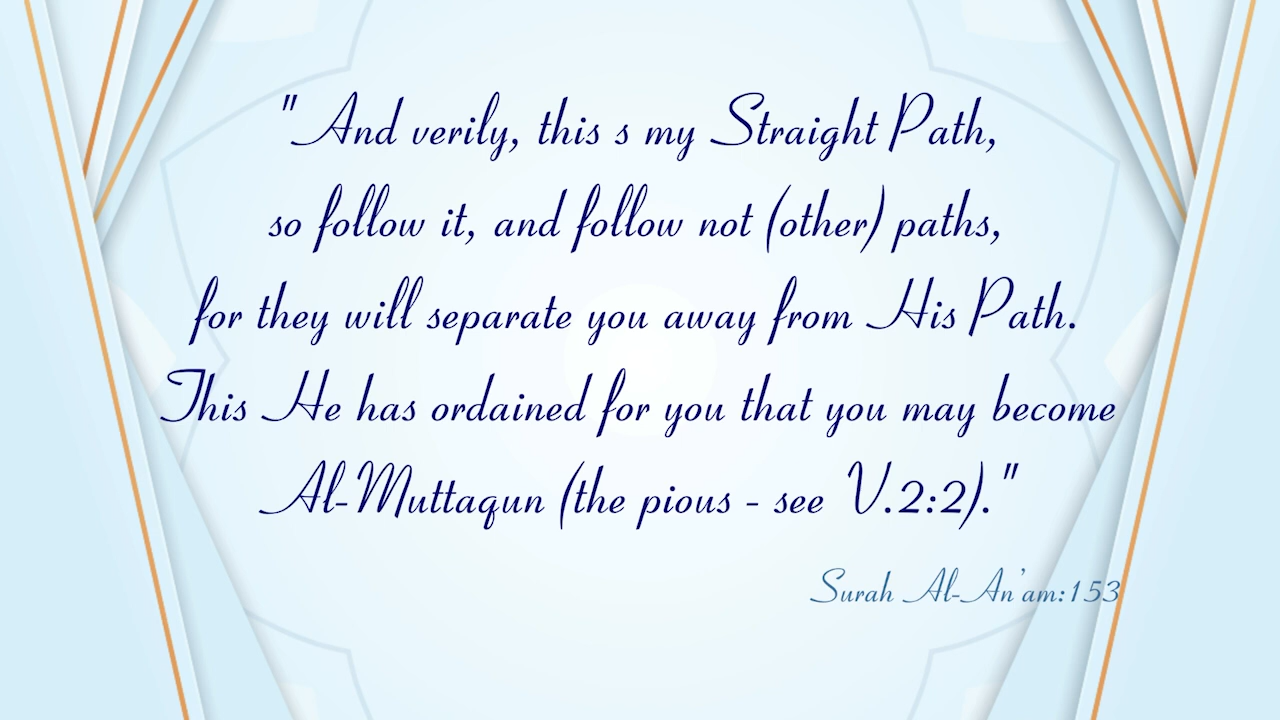 "And verily, this s my Straight Path,
so follow it, and follow not (other) paths,
for they will separate you away from His Path.
This He has ordained for you that you may become
Al-Muttaqun (the pious - see V.2:2)."
Surah Al-An'am:153